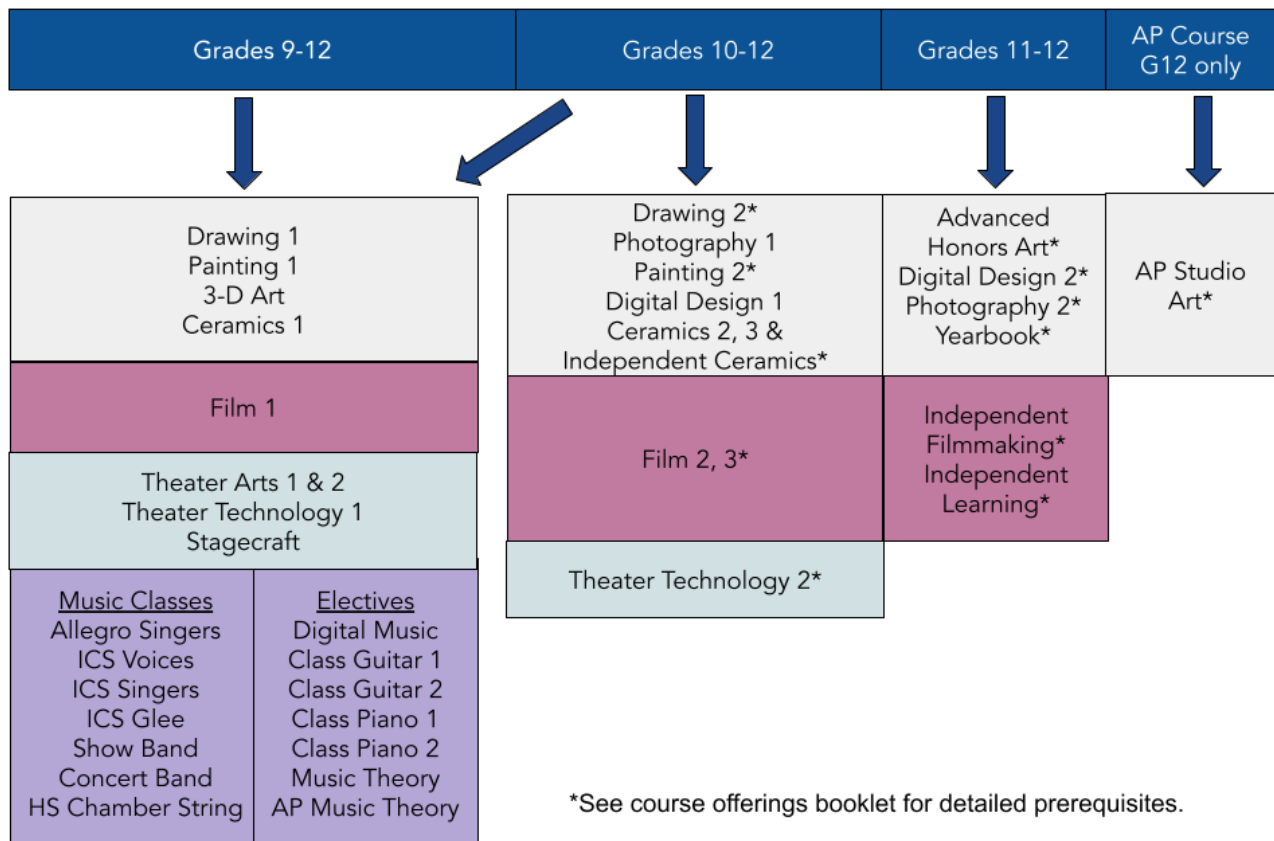 Grades 9-12
Grades 10-12
Grades 11-12
AP Course
G12 only
Drawing 1
Painting 1
3-D Art
Ceramics 1
Drawing 2*
Photography 1
Painting 2*
Digital Design 1
Ceramics 2, 3 &
Independent Ceramics*
Advanced
Honors Art*
Digital Design 2*
Photography 2*
Yearbook*
AP Studio
Art*
Film 1
Film 2, 3*
Independent
Filmmaking*
Independent
Learning*
Theater Arts 1 & 2
Theater Technology 1
Stagecraft
Theater Technology 2*
Music Classes
Allegro Singers
ICS Voices
ICS Singers
ICS Glee
Show Band
Concert Band
HS Chamber String
Electives
Digital Music
Class Guitar 1
Class Guitar 2
Class Piano 1
Class Piano 2
Music Theory
AP Music Theory
*See course offerings booklet for detailed prerequisites.